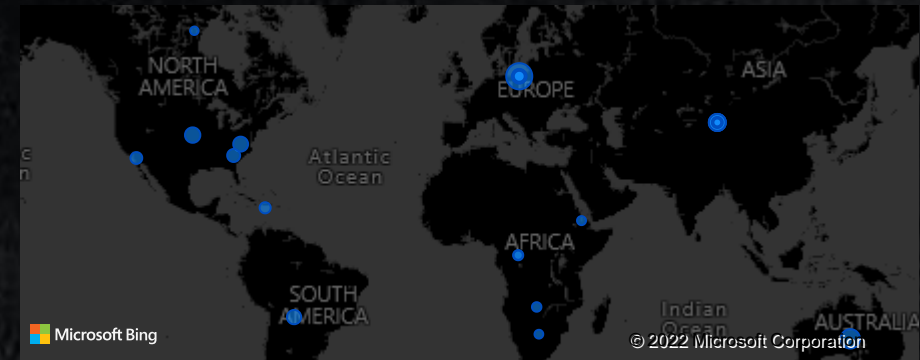 NORTH
AMERICA
ASIA
EUROPE
c
n
Atlantic
Ocean
AFRICA
SOUTH
AMERICA
Indian
Ocean
AUSTRALIA
Microsoft Bing
© 2022 Microsoft Corporation